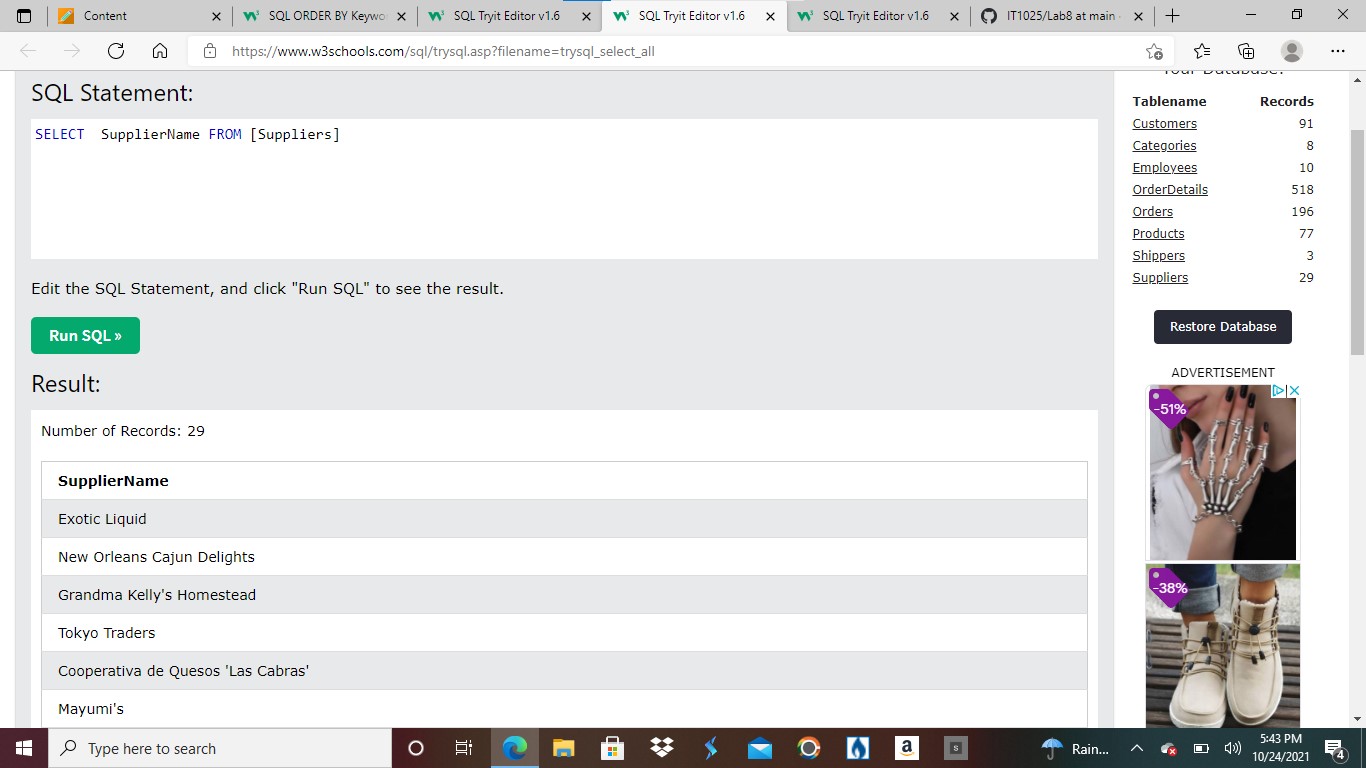 Content
SQL ORDER BY Keywo
SQL Tryit Editor v1.6
SQL Tryit Editor v1.6
SQL Tryit Editor v1.6
IT1025/Lab8 at main
https://www.w3schools.com/sql/trysql.asp?filename=trysql_select_all
SQL Statement:
SELECT  SupplierName FROM [Suppliers]
Edit the SQL Statement, and click "Run SQL" to see the result.
Run SQL »
Result:
Number of Records: 29
SupplierName
Exotic Liquid
New Orleans Cajun Delights
Grandma Kelly's Homestead
Tokyo Traders
Cooperativa de Quesos 'Las Cabras'
Mayumi's
Your Database:
Tablename Records
Customers 91
Categories 8
Employees 10
OrderDetails 518
Orders 196
Products 77
Shippers 3
Suppliers 29
Restore Database
ADVERTISEMENT
-51%
-38%
Type here to search
a
s
Rain...
5:43 PM
10/24/2021
4